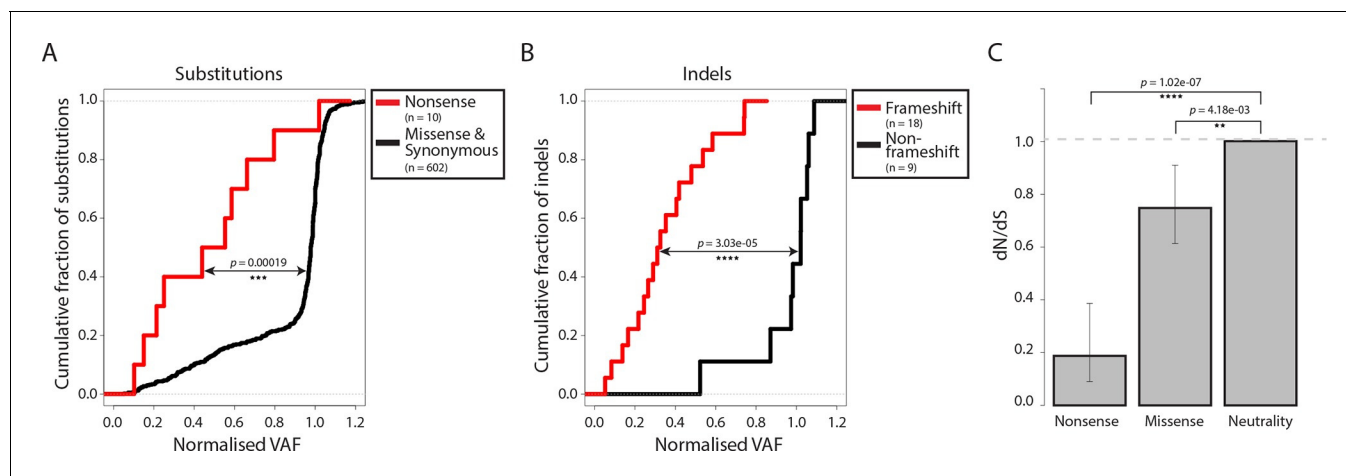 A
Substitutions
Cumulative fraction of substitutions
1.0
0.8
0.6
0.4
0.2
0.0
Nonsense
(n = 10)
Missense &
Synonymous
(n = 602)
p = 0.00019
***
0.0 0.2 0.4 0.6 0.8 1.0 1.2
Normalised VAF
B
Indels
Cumulative fraction of indels
1.0
0.8
0.6
0.4
0.2
0.0
Frameshift
(n = 18)
Non-
frameshift
(n = 9)
p = 3.03e-05
****
0.0 0.2 0.4 0.6 0.8 1.0 1.2
Normalised VAF
C
p = 1.02e-07
****
p = 4.18e-03
**
dN/dS
1.0
0.8
0.6
0.4
0.2
0.0
Nonsense Missense Neutrality